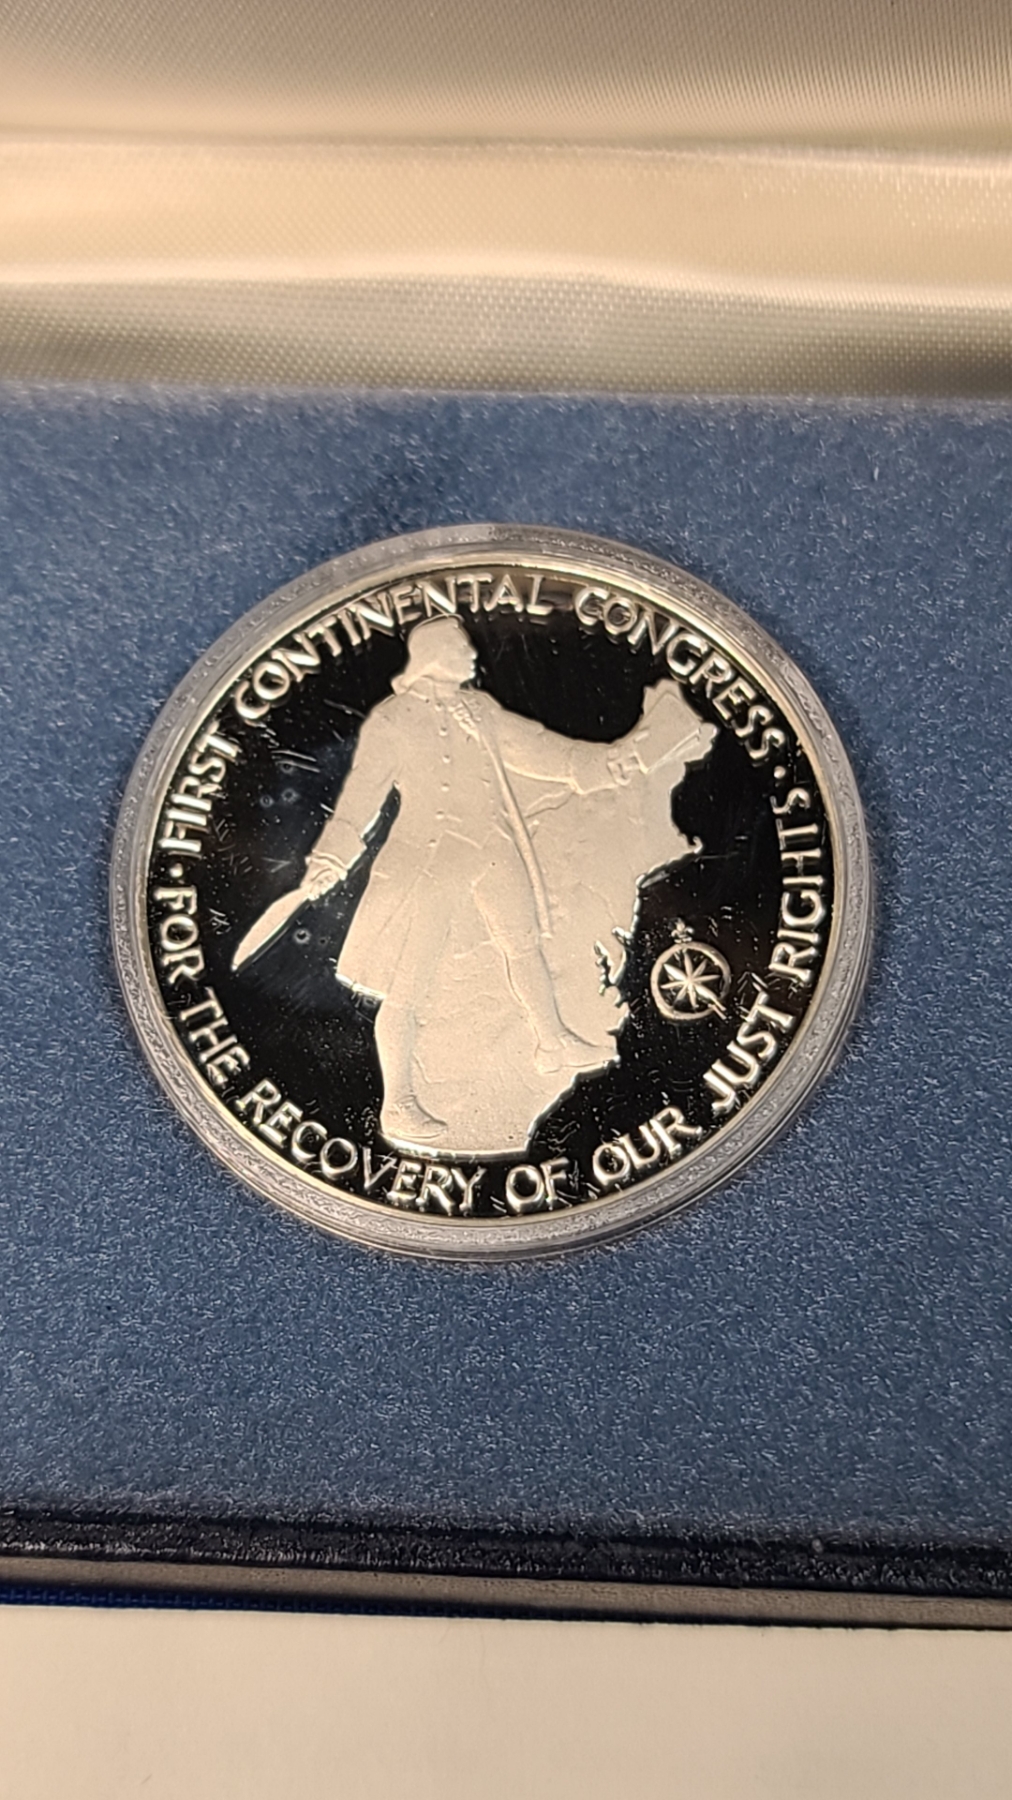 · FIRST CONTINENTAL CONGRESS ·
FOR THE RECOVERY OF OUR JUST RIGHTS